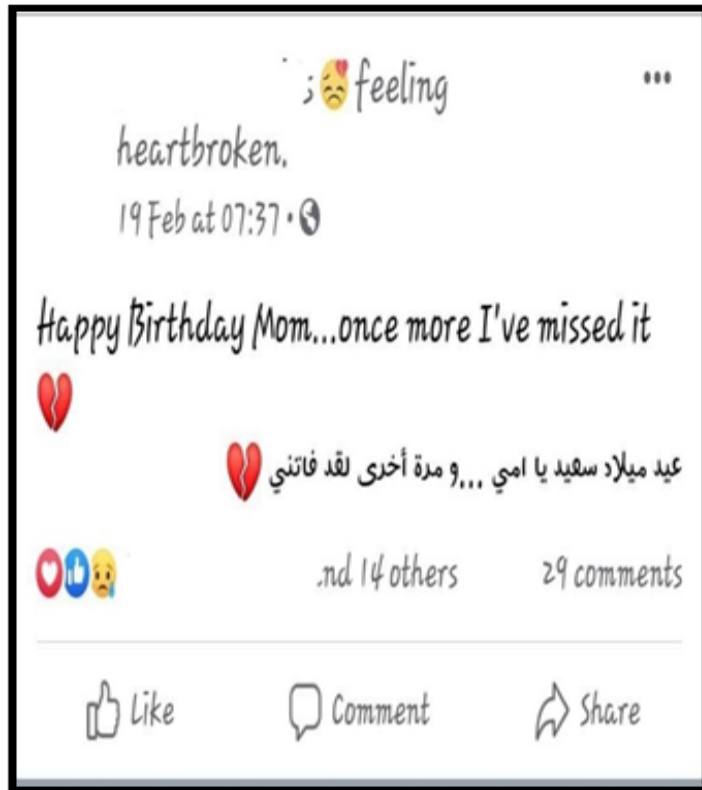 feeling
heartbroken.
19 Feb at 07:37 •
Happy Birthday Mom...once more I've missed it
عيد ميلاد سعيد يا امي ...و مرة أخرى لقد فاتني
nd 14 others 29 comments
Like Comment Share